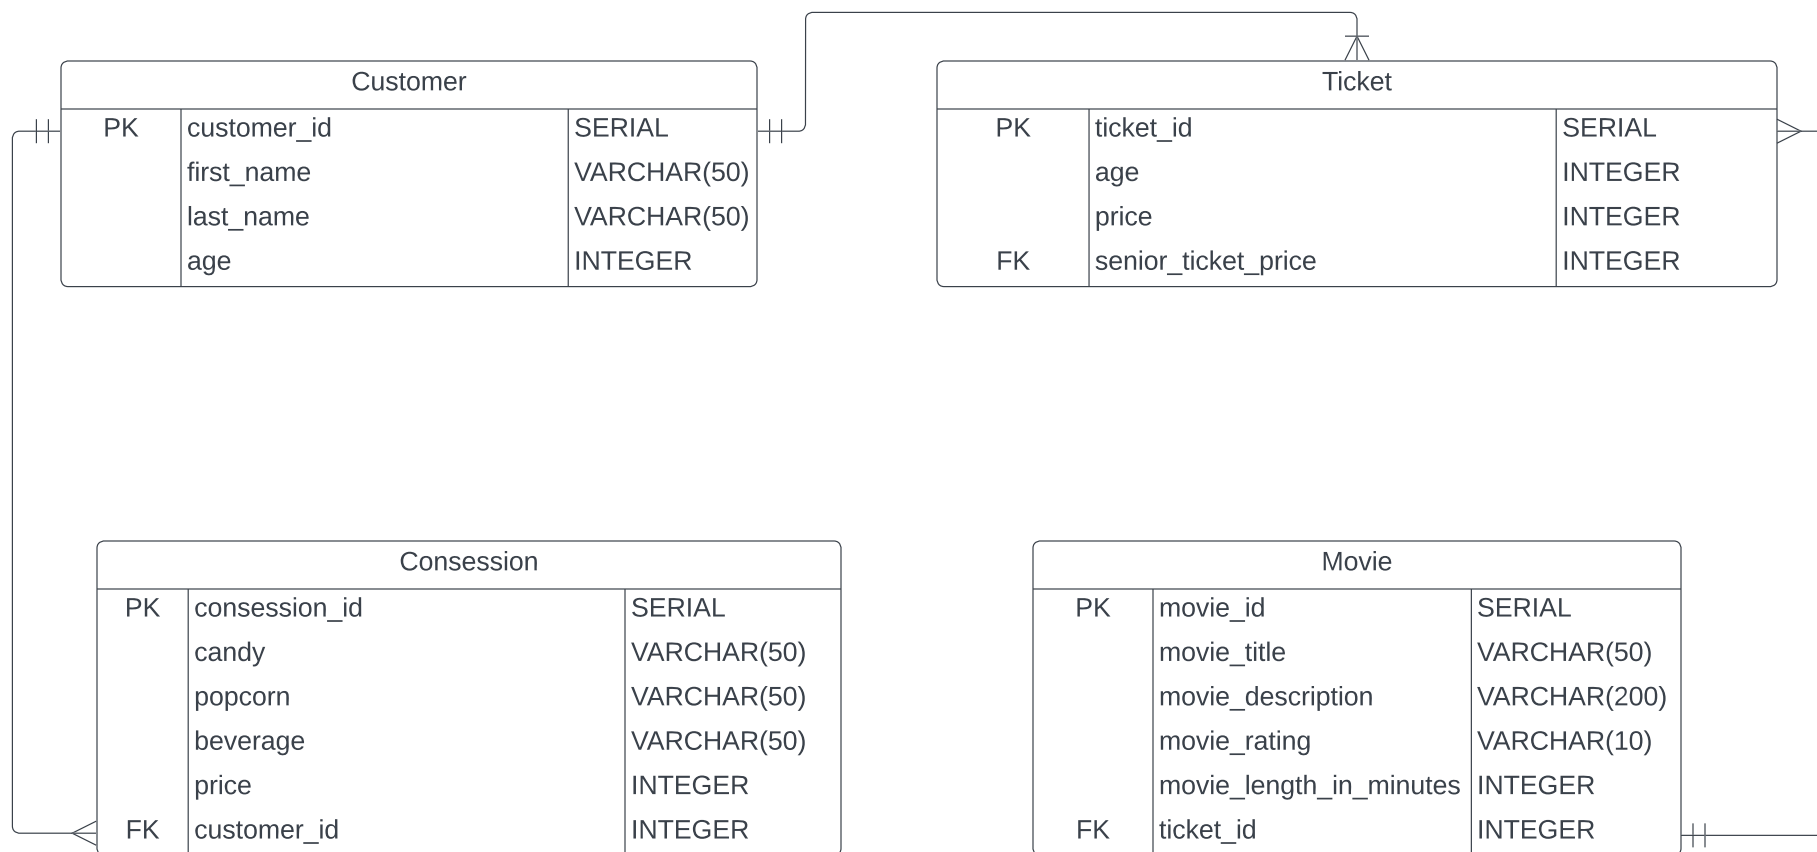 Customer
PK customer_id SERIAL
first_name VARCHAR(50)
last_name VARCHAR(50)
age INTEGER
Ticket
PK ticket_id SERIAL
age INTEGER
price INTEGER
FK senior_ticket_price INTEGER
Consession
PK consession_id SERIAL
candy VARCHAR(50)
popcorn VARCHAR(50)
beverage VARCHAR(50)
price INTEGER
FK customer_id INTEGER
Movie
PK movie_id SERIAL
movie_title VARCHAR(50)
movie_description VARCHAR(200)
movie_rating VARCHAR(10)
movie_length_in_minutes INTEGER
FK ticket_id INTEGER